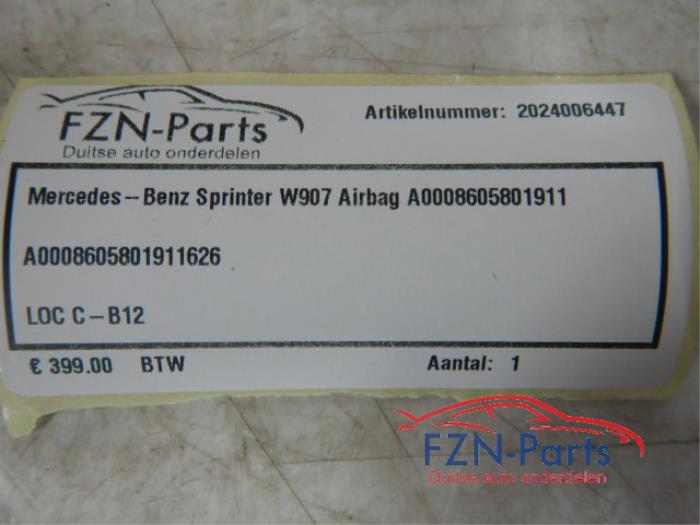 FZN-Parts
Duitse auto onderdelen
Artikelnummer: 2024006447
Mercedes-Benz Sprinter W907 Airbag A0008605801911
A0008605801911626
LOC C-B12
€ 399.00 BTW
Aantal: 1
FZN-Parts
Duitse auto onderdelen